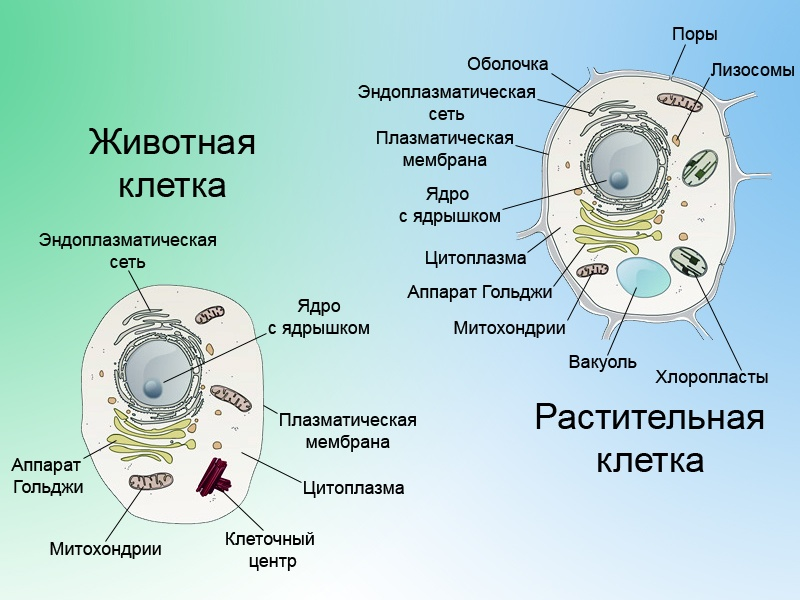 Животная
клетка
Эндоплазматическая
сеть
Ядро
с ядрышком
Плазматическая
мембрана
Аппарат
Гольджи
Цитоплазма
Митохондрии
Клеточный
центр
Поры
Оболочка
Лизосомы
Эндоплазматическая
сеть
Плазматическая
мембрана
Ядро
с ядрышком
Цитоплазма
Аппарат Гольджи
Митохондрии
Вакуоль
Хлоропласты
Растительная
клетка